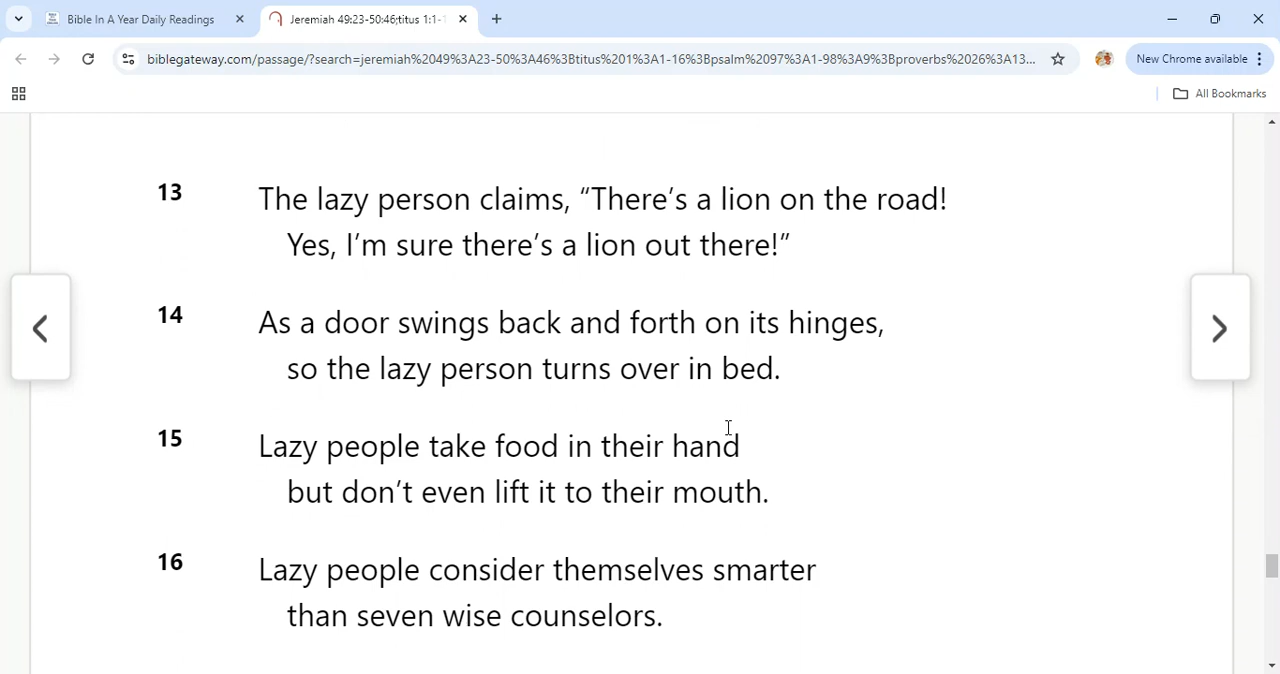 Bible In A Year Daily Readings
Jeremiah 49:23-50:46;titus 1:1-1
biblegateway.com/passage/?search=jeremiah%2049%3A23-50%3A46%3Btitus%201%3A1-16%3Bpsalm%2097%3A1-98%3A9%3Bproverbs%2026%3A13...
New Chrome available
All Bookmarks
13 The lazy person claims, “There’s a lion on the road!
Yes, I’m sure there’s a lion out there!”
14 As a door swings back and forth on its hinges,
so the lazy person turns over in bed.
15 Lazy people take food in their hand
but don’t even lift it to their mouth.
16 Lazy people consider themselves smarter
than seven wise counselors.